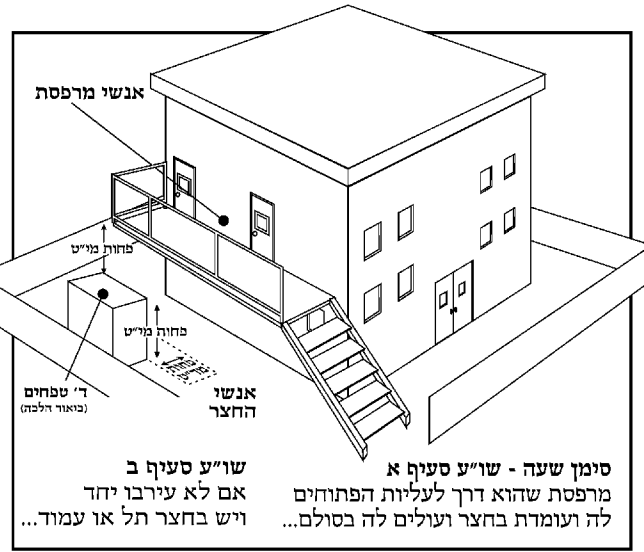 אנשי מרפסת
פחות מי״ט
פחות מי״ט
ד׳ טפחים
(ביאור הלכה)
אנשי
החצר
סימן שעה - שו״ע סעיף א
מרפסת שהוא דרך לעליות הפתוחים
לה ועומדת בחצר ועולים לה בסולם...
שו״ע סעיף ב
אם לא עירבו יחד
ויש בחצר תל או עמוד...